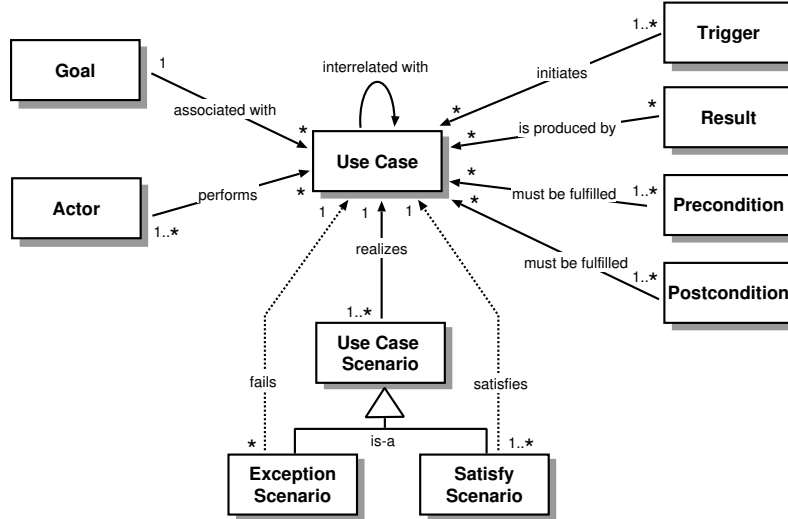 1..*
Trigger
Goal
1
interrelated with
initiates
associated with
*
*
*
Result
is produced by
*
Use Case
Actor
performs
*
*
1..*
must be fulfilled
Precondition
*
1..*
1
1
1
*
realizes
must be fulfilled
1..*
Postcondition
1..*
Use Case
Scenario
fails
satisfies
*
is-a
1..*
Exception
Scenario
Satisfy
Scenario